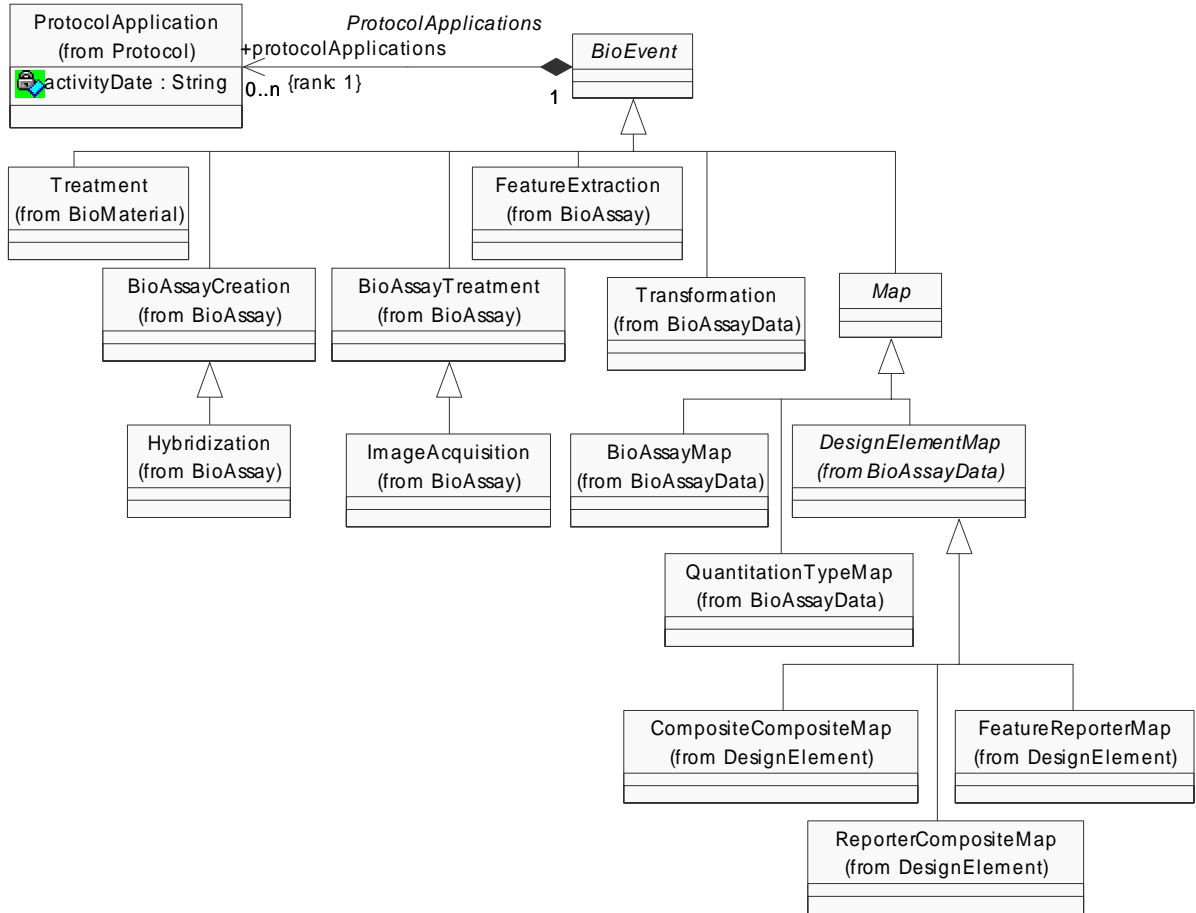 ProtocolApplication
(from Protocol)
activityDate : String
ProtocolApplications
+protocolApplications
0..n {rank: 1}
1
BioEvent
Treatment
(from BioMaterial)
FeatureExtraction
(from BioAssay)
BioAssayCreation
(from BioAssay)
BioAssayTreatment
(from BioAssay)
Transformation
(from BioAssayData)
Map
Hybridization
(from BioAssay)
ImageAcquisition
(from BioAssay)
BioAssayMap
(from BioAssayData)
DesignElementMap
(from BioAssayData)
QuantitationTypeMap
(from BioAssayData)
CompositeCompositeMap
(from DesignElement)
FeatureReporterMap
(from DesignElement)
ReporterCompositeMap
(from DesignElement)